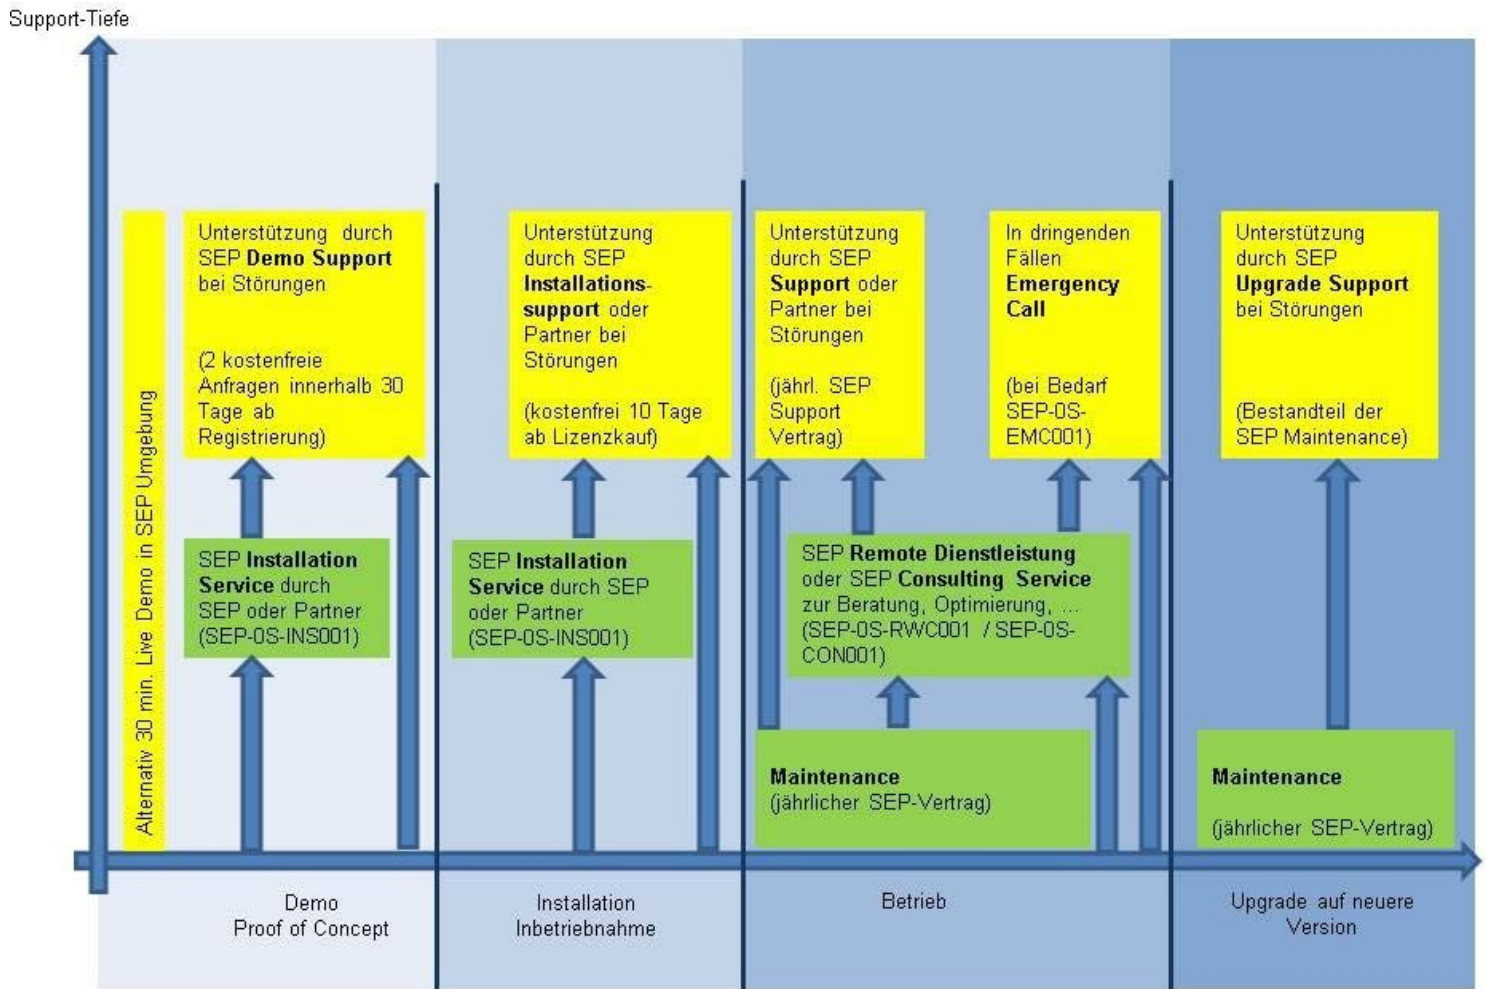 Support-Tiefe
Alternativ 30 min. Live Demo in SEP Umgebung
Unterstützung durch
SEP Demo Support
bei Störungen
(2 kostenfreie
Anfragen innerhalb 30
Tage ab
Registrierung)
SEP Installation
Service durch
SEP oder Partner
(SEP-0S-INS001)
Unterstützung
durch SEP
Installations-
support oder
Partner bei
Störungen
(kostenfrei 10 Tage
ab Lizenzkauf)
SEP Installation
Service durch SEP
oder Partner
(SEP-0S-INS001)
Unterstützung
durch SEP
Support oder
Partner bei
Störungen
(jährl. SEP
Support
Vertrag)
In dringenden
Fällen
Emergency
Call
(bei Bedarf
SEP-0S-
EMC001)
SEP Remote Dienstleistung
oder SEP Consulting Service
zur Beratung, Optimierung, ...
(SEP-0S-RWC001 / SEP-0S-
CON001)
Maintenance
(jährlicher SEP-Vertrag)
Unterstützung
durch SEP
Upgrade Support
bei Störungen
(Bestandteil der
SEP Maintenance)
Maintenance
(jährlicher SEP-Vertrag)
Demo
Proof of Concept
Installation
Inbetriebnahme
Betrieb
Upgrade auf neuere
Version